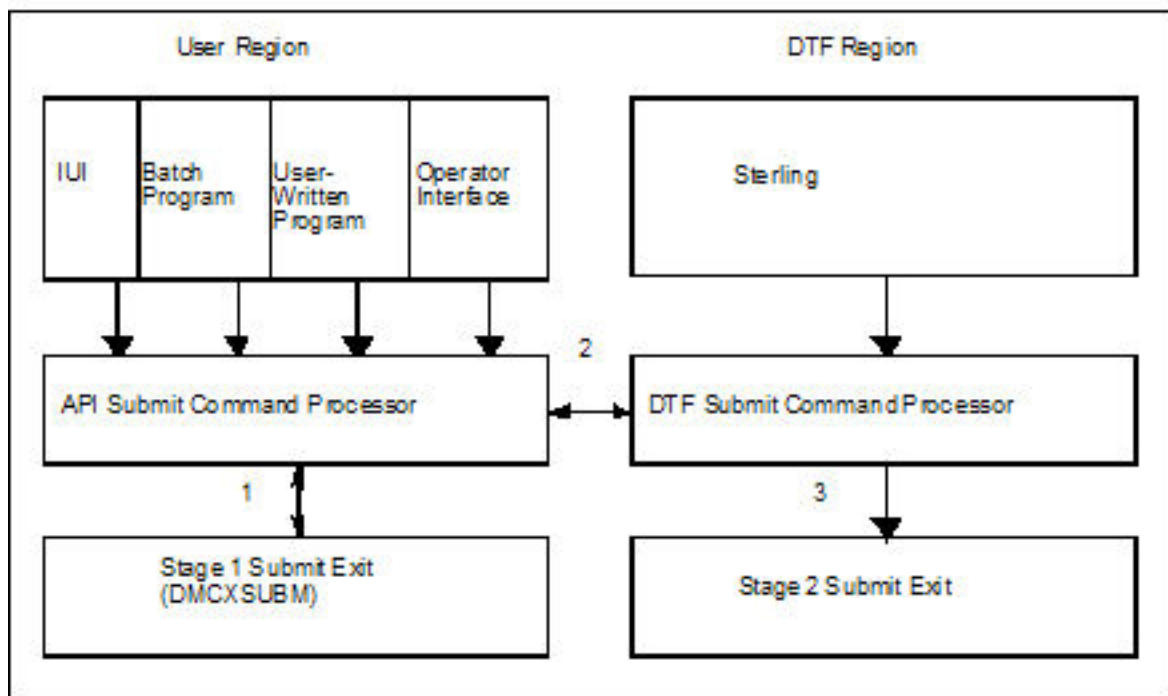 User Region
DTF Region
IUI
Batch
Program
User-
Written
Program
Operator
Interface
Sterling
2
API Submit Command Processor
DTF Submit Command Processor
1
3
Stage 1 Submit Exit
(DMCXSUBM)
Stage 2 Submit Exit